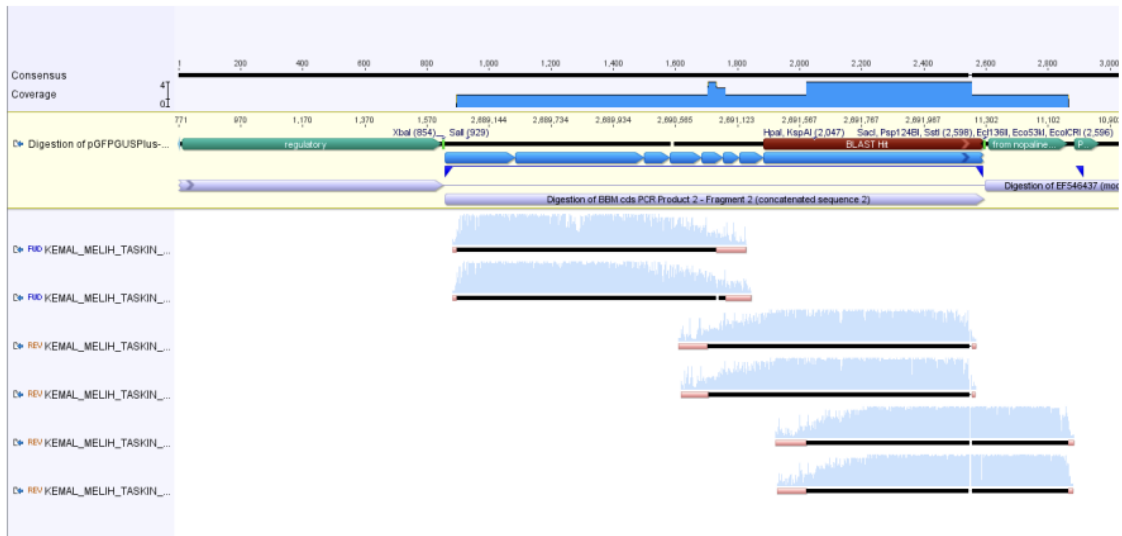 1 200 400 600 800 1,000 1,200 1,400 1,600 1,800 2,000 2,200 2,400 2,600 2,800 3,000
Consensus
Coverage
4
0
771 970 1,170 1,370 1,570 2,689,144 2,689,734 2,689,934 2,690,565 2,691,123 2,691,567 2,691,767 2,691,967 11,302 11,102 10,902
XbaI (854) SalI (929) HpaI, KspAI (2,047) SacI, Psp124BI, SstI (2,598), Ecl136II, Eco53kI, EcoICRI (2,596)
Digestion of pGFPGUSPlus-... regulatory BLAST Hit from nopaline... P...
Digestion of EF546437 (moc
Digestion of BBM cds PCR Product 2 - Fragment 2 (concatenated sequence 2)
FWD KEMAL_MELIH_TASKIN_...
FWD KEMAL_MELIH_TASKIN_...
REV KEMAL_MELIH_TASKIN_...
REV KEMAL_MELIH_TASKIN_...
REV KEMAL_MELIH_TASKIN_...
REV KEMAL_MELIH_TASKIN_...